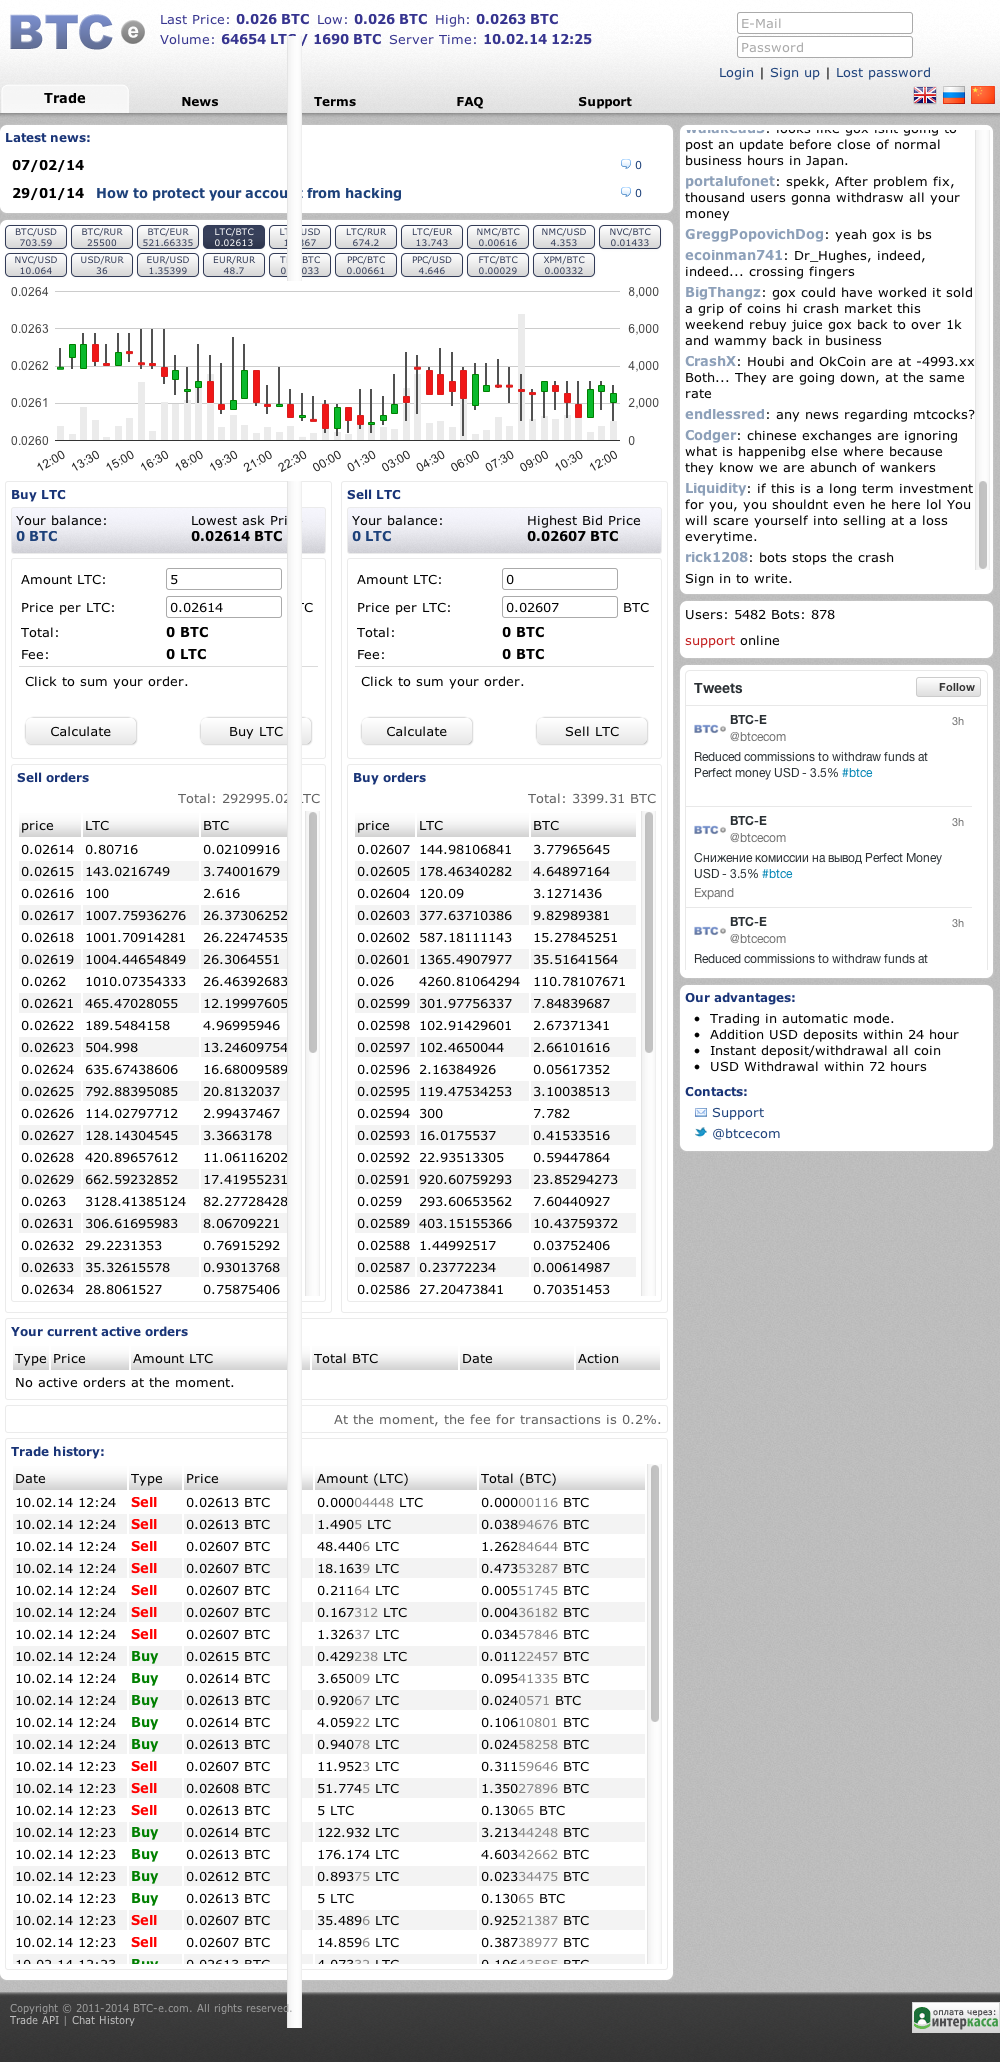 BTC e
Last Price: 0.026 BTC Low: 0.026 BTC High: 0.0263 BTC
Volume: 64654 LTC / 1690 BTC Server Time: 10.02.14 12:25
E-Mail
Password
Login | Sign up | Lost password
Trade News Terms FAQ Support
Latest news:
07/02/14 0
29/01/14 How to protect your account from hacking 0
BTC/USD BTC/RUR BTC/EUR LTC/BTC LTC/USD LTC/RUR LTC/EUR NMC/BTC NMC/USD NVC/BTC
703.59 25500 521.66335 0.02613 674.2 13.743 0.00616 4.353 0.01433
NVC/USD USD/RUR EUR/USD EUR/RUR PPC/BTC PPC/USD FTC/BTC XPM/BTC
10.064 36 1.35399 48.7 0.00661 4.646 0.00029 0.00332
0.0264 8,000
0.0263 6,000
0.0262 4,000
0.0261 2,000
0.0260 0
12:00 13:30 15:00 16:30 18:00 19:30 21:00 22:30 00:00 01:30 03:00 04:30 06:00 07:30 09:00 10:30 12:00
Buy LTC
Your balance: Lowest ask Pri
0 BTC 0.02614 BTC
Amount LTC: 5
Price per LTC: 0.02614 TC
Total: 0 BTC
Fee: 0 LTC
Click to sum your order.
Calculate Buy LTC
Sell LTC
Your balance: Highest Bid Price
0 LTC 0.02607 BTC
Amount LTC: 0
Price per LTC: 0.02607 BTC
Total: 0 BTC
Fee: 0 BTC
Click to sum your order.
Calculate Sell LTC
Sell orders
Total: 292995.02 LTC
price LTC BTC
0.02614 0.80716 0.02109916
0.02615 143.0216749 3.74001679
0.02616 100 2.616
0.02617 1007.75936276 26.37306252
0.02618 1001.70914281 26.22474535
0.02619 1004.44654849 26.3064551
0.0262 1010.07354333 26.46392683
0.02621 465.47028055 12.19997605
0.02622 189.5484158 4.96995946
0.02623 504.998 13.24609754
0.02624 635.67438606 16.68009589
0.02625 792.88395085 20.8132037
0.02626 114.02797712 2.99437467
0.02627 128.14304545 3.3663178
0.02628 420.89657612 11.06116202
0.02629 662.59232852 17.41955231
0.0263 3128.41385124 82.27728428
0.02631 306.61695983 8.06709221
0.02632 29.2231353 0.76915292
0.02633 35.32615578 0.93013768
0.02634 28.8061527 0.75875406
Buy orders
Total: 3399.31 BTC
price LTC BTC
0.02607 144.98106841 3.77965645
0.02605 178.46340282 4.64897164
0.02604 120.09 3.1271436
0.02603 377.63710386 9.82989381
0.02602 587.18111143 15.27845251
0.02601 1365.4907977 35.51641564
0.026 4260.81064294 110.78107671
0.02599 301.97756337 7.84839687
0.02598 102.91429601 2.67371341
0.02597 102.4650044 2.66101616
0.02596 2.16384926 0.05617352
0.02595 119.47534253 3.10038513
0.02594 300 7.782
0.02593 16.0175537 0.41533516
0.02592 22.93513305 0.59447864
0.02591 920.60759293 23.85294273
0.0259 293.60653562 7.60440927
0.02589 403.15155366 10.43759372
0.02588 1.44992517 0.03752406
0.02587 0.23772234 0.00614987
0.02586 27.20473841 0.70351453
Your current active orders
Type Price Amount LTC Total BTC Date Action
No active orders at the moment.
At the moment, the fee for transactions is 0.2%.
Trade history:
Date Type Price Amount (LTC) Total (BTC)
10.02.14 12:24 Sell 0.02613 BTC 0.00004448 LTC 0.00000116 BTC
10.02.14 12:24 Sell 0.02613 BTC 1.4905 LTC 0.03894676 BTC
10.02.14 12:24 Sell 0.02607 BTC 48.4406 LTC 1.26284644 BTC
10.02.14 12:24 Sell 0.02607 BTC 18.1639 LTC 0.47353287 BTC
10.02.14 12:24 Sell 0.02607 BTC 0.21164 LTC 0.00551745 BTC
10.02.14 12:24 Sell 0.02607 BTC 0.167312 LTC 0.00436182 BTC
10.02.14 12:24 Sell 0.02607 BTC 1.32637 LTC 0.03457846 BTC
10.02.14 12:24 Buy 0.02615 BTC 0.429238 LTC 0.01122457 BTC
10.02.14 12:24 Buy 0.02614 BTC 3.65009 LTC 0.09541335 BTC
10.02.14 12:24 Buy 0.02613 BTC 0.92067 LTC 0.0240571 BTC
10.02.14 12:24 Buy 0.02614 BTC 4.05922 LTC 0.10610801 BTC
10.02.14 12:24 Buy 0.02613 BTC 0.94078 LTC 0.02458258 BTC
10.02.14 12:23 Sell 0.02607 BTC 11.9523 LTC 0.31159646 BTC
10.02.14 12:23 Sell 0.02608 BTC 51.7745 LTC 1.35027896 BTC
10.02.14 12:23 Sell 0.02613 BTC 5 LTC 0.13065 BTC
10.02.14 12:23 Buy 0.02614 BTC 122.932 LTC 3.21344248 BTC
10.02.14 12:23 Buy 0.02613 BTC 176.174 LTC 4.60342662 BTC
10.02.14 12:23 Buy 0.02612 BTC 0.89375 LTC 0.02334475 BTC
10.02.14 12:23 Buy 0.02613 BTC 5 LTC 0.13065 BTC
10.02.14 12:23 Sell 0.02607 BTC 35.4896 LTC 0.92521387 BTC
10.02.14 12:23 Sell 0.02607 BTC 14.8596 LTC 0.38738977 BTC
10.02.14 12:23 Buy 0.02613 BTC
looks like gox isnt going to
post an update before close of normal
business hours in Japan.
portalufonet: spekk, After problem fix,
thousand users gonna withdrasw all your
money
GreggPopovichDog: yeah gox is bs
ecoinman741: Dr_Hughes, indeed,
indeed... crossing fingers
BigThangz: gox could have worked it sold
a grip of coins hi crash market this
weekend rebuy juice gox back to over 1k
and wammy back in business
CrashX: Houbi and OkCoin are at -4993.xx
Both... They are going down, at the same
rate
endlessred: any news regarding mtcocks?
Codger: chinese exchanges are ignoring
what is happenibg else where because
they know we are abunch of wankers
Liquidity: if this is a long term investment
for you, you shouldnt even he here lol You
will scare yourself into selling at a loss
everytime.
rick1208: bots stops the crash
Sign in to write.
Users: 5482 Bots: 878
support online
Tweets Follow
BTC e BTC-E 3h
@btcecom
Reduced commissions to withdraw funds at
Perfect money USD - 3.5% #btce
BTC e BTC-E 3h
@btcecom
Снижение комиссии на вывод Perfect Money
USD - 3.5% #btce
Expand
BTC e BTC-E 3h
@btcecom
Reduced commissions to withdraw funds at
Our advantages:
Trading in automatic mode.
Addition USD deposits within 24 hour
Instant deposit/withdrawal all coin
USD Withdrawal within 72 hours
Contacts:
Support
@btcecom
Copyright © 2011-2014 BTC-e.com. All rights reserved.
Trade API | Chat History
оплата через:
интеркасса